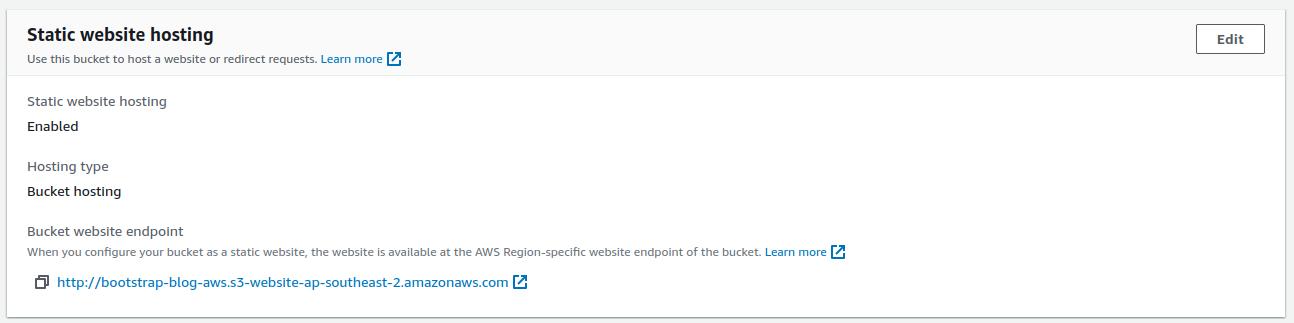 Static website hosting
Edit
Use this bucket to host a website or redirect requests. Learn more
Static website hosting
Enabled
Hosting type
Bucket hosting
Bucket website endpoint
When you configure your bucket as a static website, the website is available at the AWS Region-specific website endpoint of the bucket. Learn more
http://bootstrap-blog-aws.s3-website-ap-southeast-2.amazonaws.com